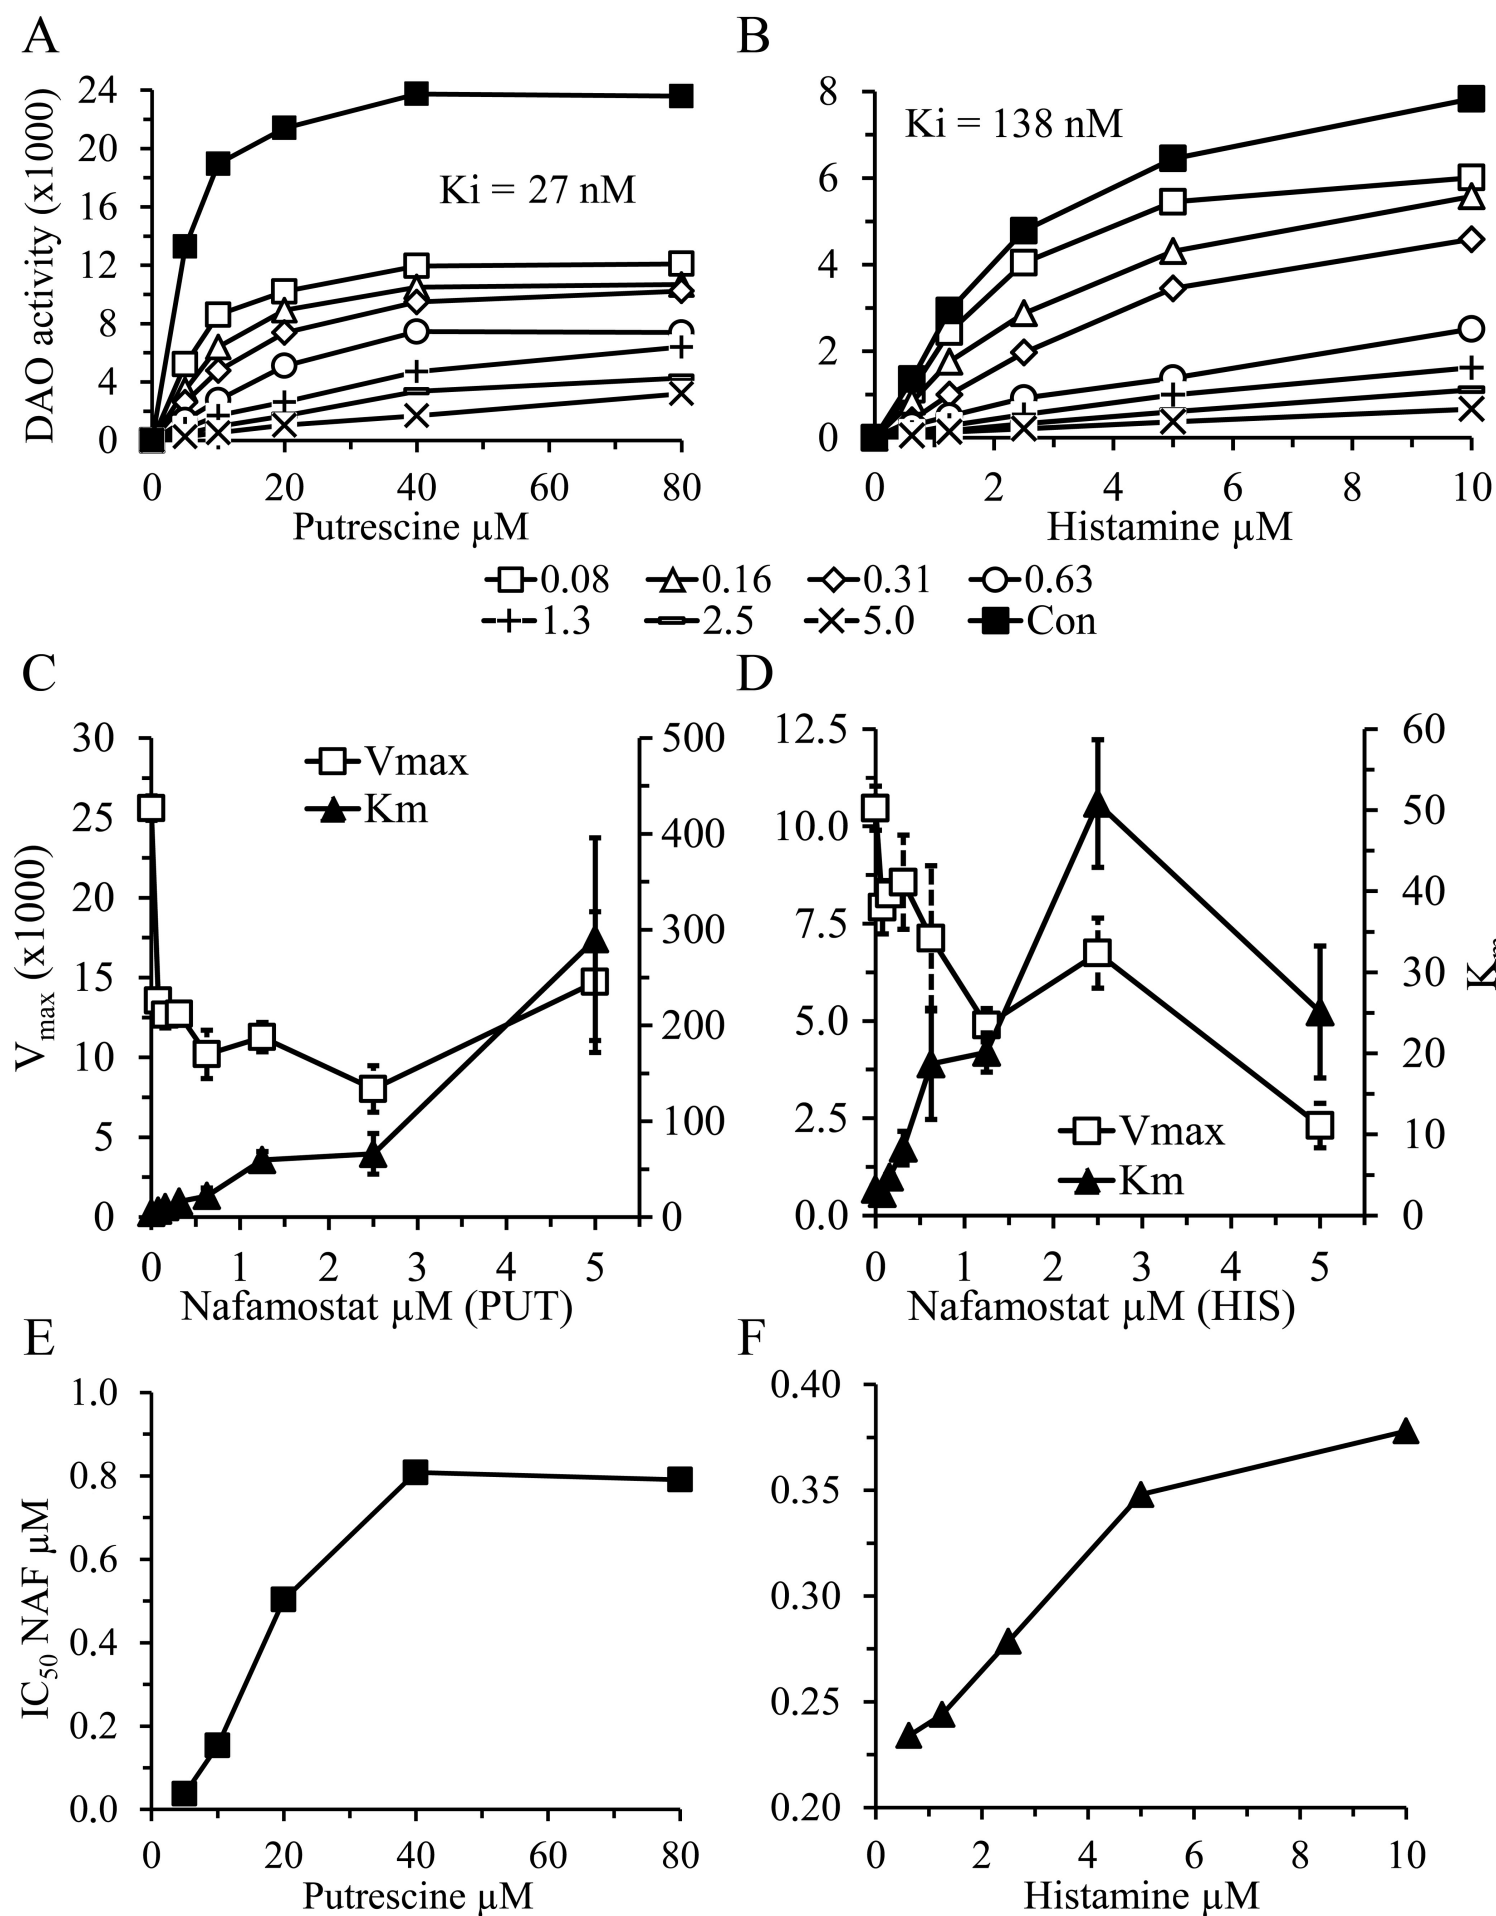 A
B
DAO activity (x1000)
24
20
16
12
8
4
0
Ki = 27 nM
0 20 40 60 80
Putrescine µM
8
6
4
2
0
Ki = 138 nM
0 2 4 6 8 10
Histamine µM
0.08 0.16 0.31 0.63
1.3 2.5 5.0 Con
C
D
Vmax (x1000)
30
25
20
15
10
5
0
Vmax
Km
500
400
300
200
100
0
0 1 2 3 4 5
Nafamostat µM (PUT)
12.5
10.0
7.5
5.0
2.5
0.0
Vmax
Km
60
50
40
30
20
10
0
0 1 2 3 4 5
Nafamostat µM (HIS)
E
F
IC50 NAF µM
1.0
0.8
0.6
0.4
0.2
0.0
0 20 40 60 80
Putrescine µM
0.40
0.35
0.30
0.25
0.20
0 2 4 6 8 10
Histamine µM